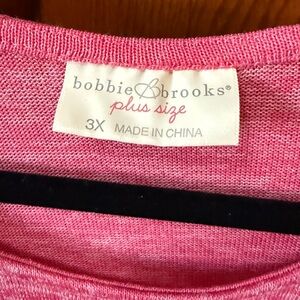 bobbie B brooks®
plus size
3X MADE IN CHINA